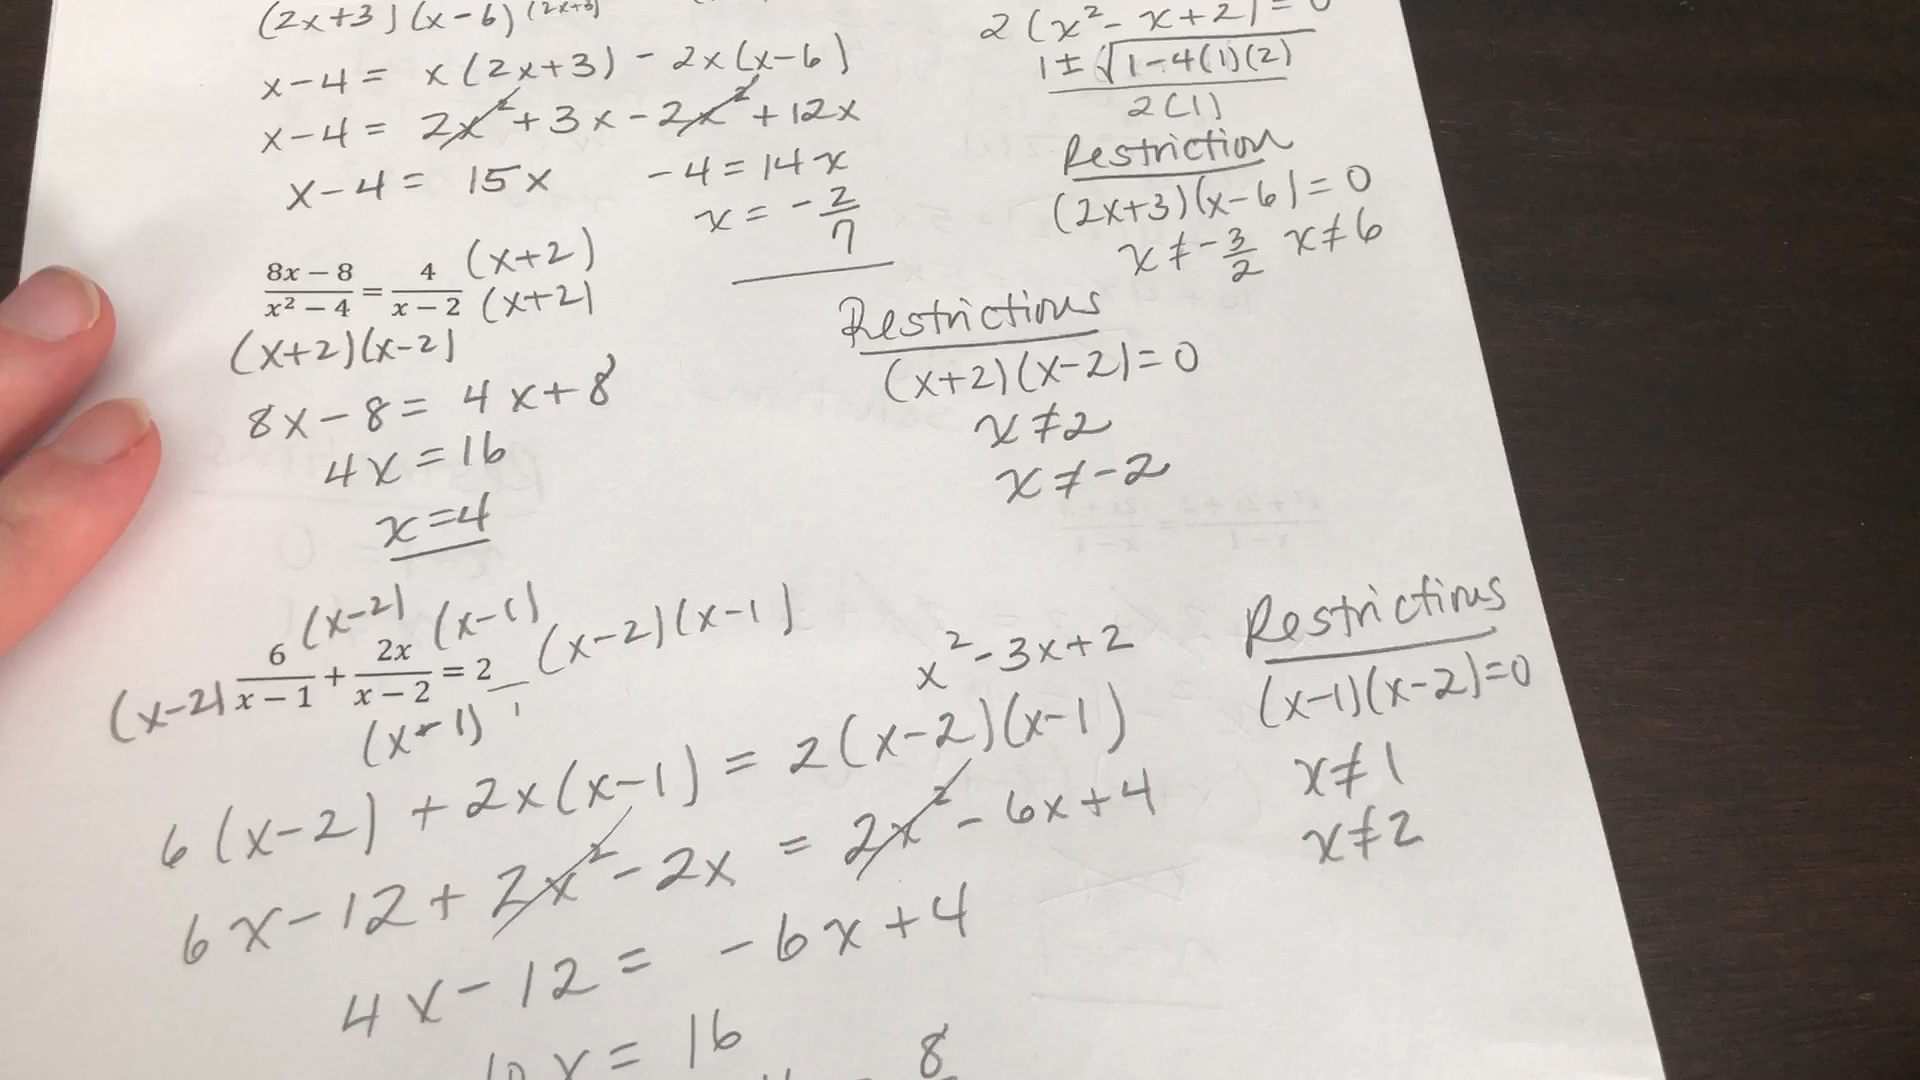 (2x+3)(x-6) (2x+3)
x-4 = x(2x+3) - 2x(x-6)
x-4 = 2x²+3x-2x²+12x
x-4 = 15x
-4=14x
x = -2/7
2(x²-x+2)=0
1±√1-4(1)(2)
2(1)
Restriction
(2x+3)(x-6)=0
x≠-3/2 x≠6
8x − 8 / x² − 4 = 4 / x − 2 (x+2) / (x+2)
(x+2)(x-2)
8x-8 = 4x+8
4x=16
x=4
Restrictions
(x+2)(x-2)=0
x≠2
x≠-2
(x-2) (x-1) (x-2)(x-1)
(x-2) 6 / x − 1 + 2x / x − 2 = 2 / 1
(x-1)
x²-3x+2
6(x-2) + 2x(x-1) = 2(x-2)(x-1)
6x-12+2x²-2x = 2x²-6x+4
4x-12 = -6x+4
10x = 16
8
Restrictions
(x-1)(x-2)=0
x≠1
x≠2